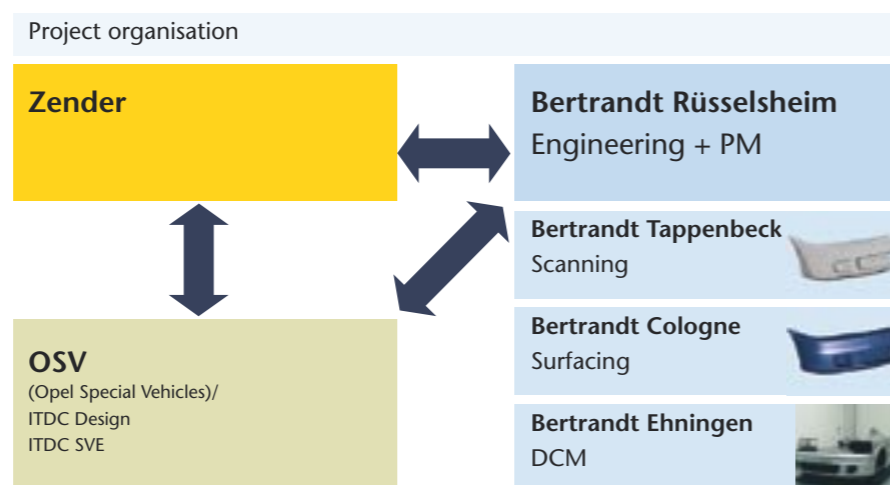 Project organisation
Zender
Bertrandt Rüsselsheim
Engineering + PM
Bertrandt Tappenbeck
Scanning
Bertrandt Cologne
Surfacing
Bertrandt Ehningen
DCM
OSV
(Opel Special Vehicles)/
ITDC Design
ITDC SVE